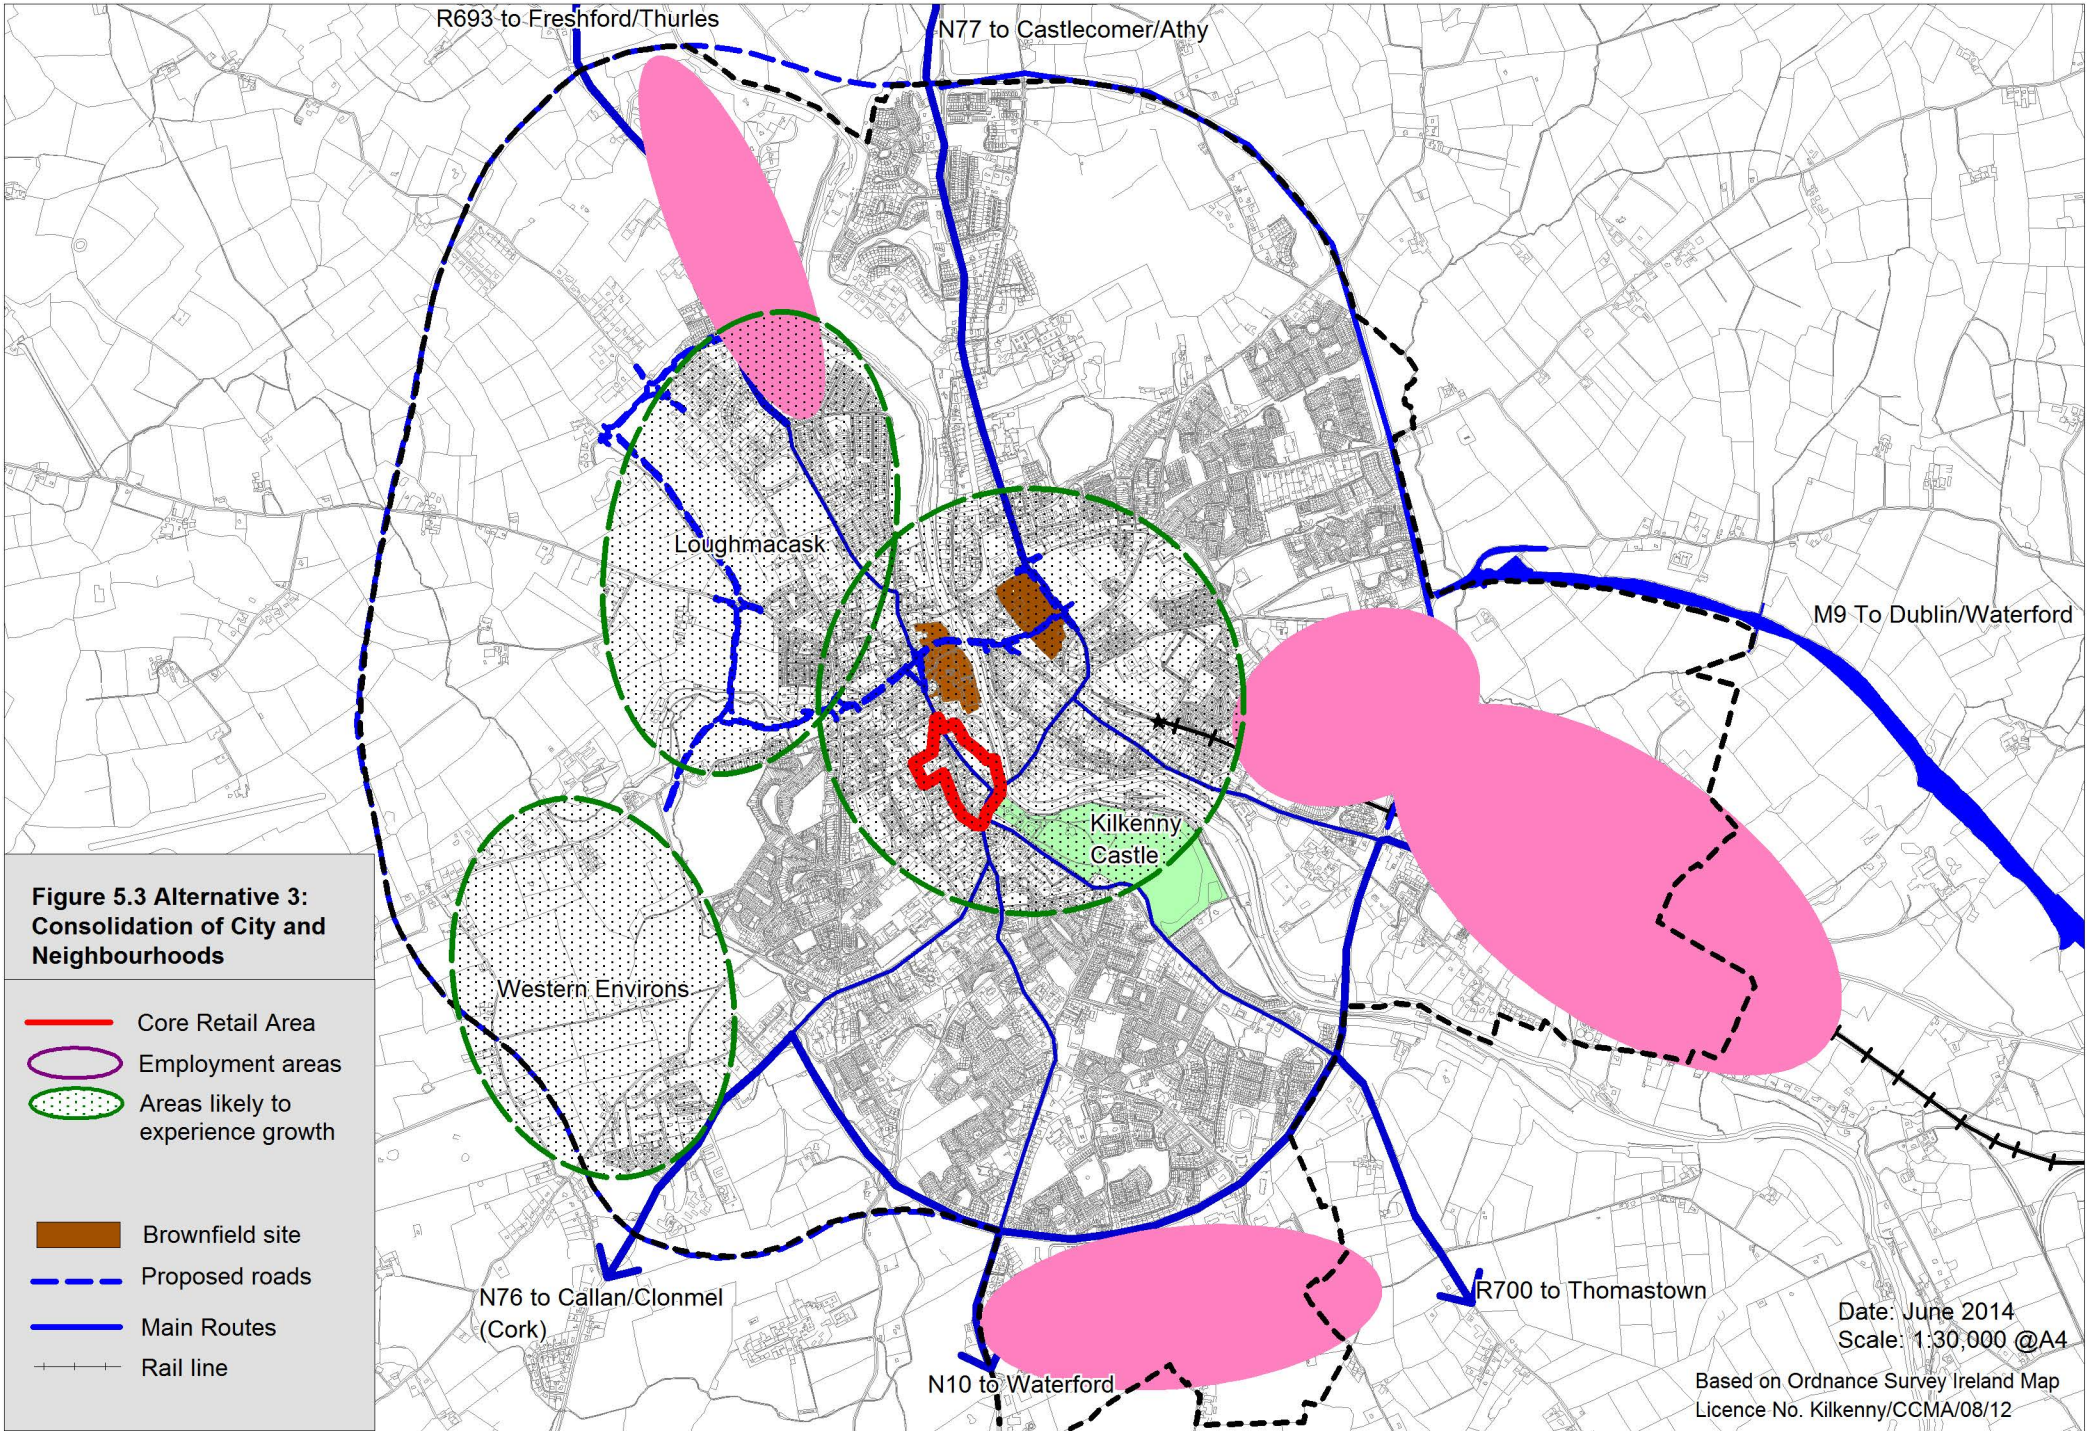 R693 to Freshford/Thurles
N77 to Castlecomer/Athy
Loughmacask
M9 To Dublin/Waterford
Kilkenny
Castle
Western Environs
Figure 5.3 Alternative 3:
Consolidation of City and
Neighbourhoods
Core Retail Area
Employment areas
Areas likely to
experience growth
Brownfield site
Proposed roads
Main Routes
Rail line
N76 to Callan/Clonmel
(Cork)
N10 to Waterford
R700 to Thomastown
Date: June 2014
Scale: 1:30,000 @A4
Based on Ordnance Survey Ireland Map
Licence No. Kilkenny/CCMA/08/12